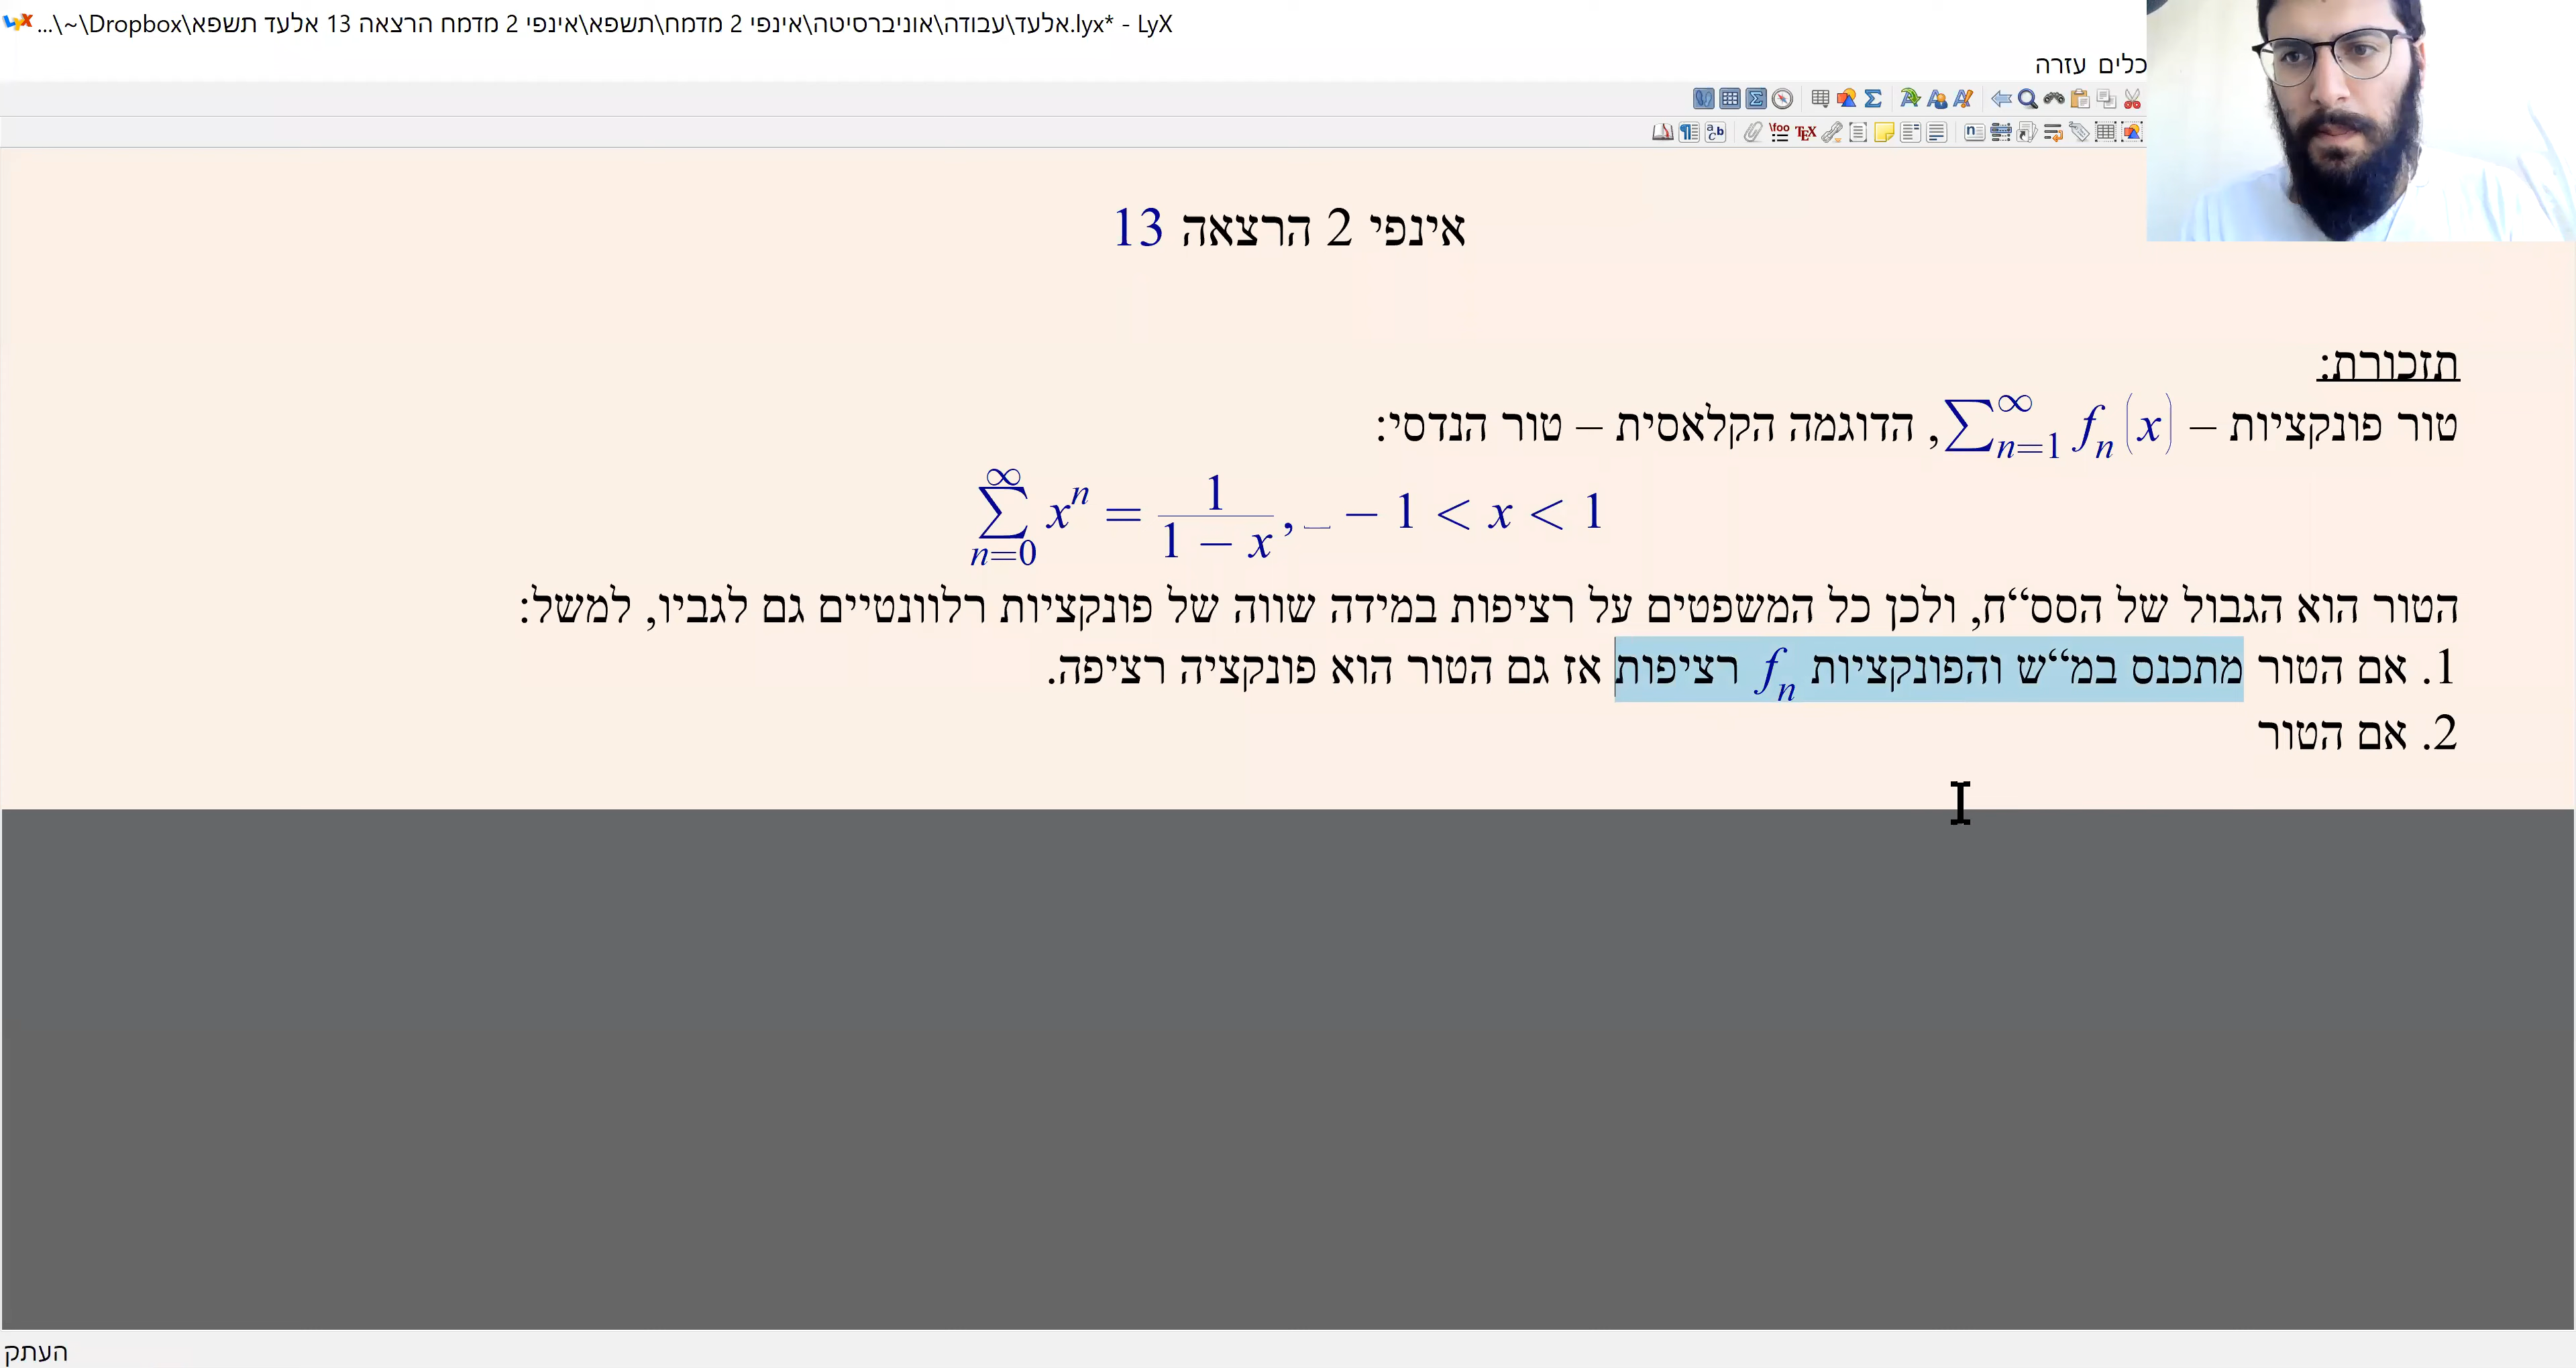 ...\~\Dropbox\אלעד\עבודה\אוניברסיטה\אינפי 2 מדמח\תשפא\אינפי 2 מדמח הרצאה 13 אלעד תשפא.lyx* - LyX
כלים עזרה
אינפי 2 הרצאה 13
תזכורת:
טור פונקציות – $\sum_{n=1}^{\infty} f_n(x)$, הדוגמה הקלאסית – טור הנדסי:
$\sum_{n=0}^{\infty} x^n = \frac{1}{1-x}, -1 < x < 1$
הטור הוא הגבול של הסס“ח, ולכן כל המשפטים על רציפות במידה שווה של פונקציות רלוונטיים גם לגביו, למשל:
1. אם הטור מתכנס במ“ש והפונקציות $f_n$ רציפות אז גם הטור הוא פונקציה רציפה.
2. אם הטור
העתק